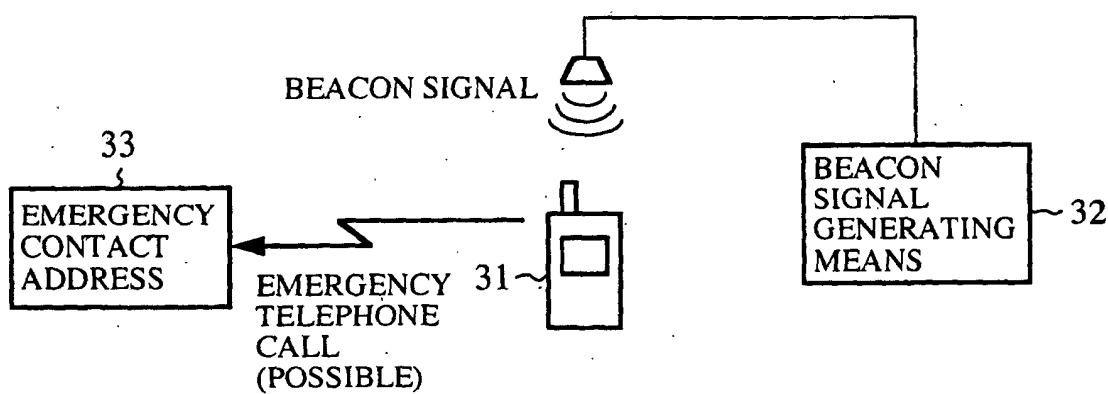 BEACON SIGNAL
33
EMERGENCY
CONTACT
ADDRESS
EMERGENCY
TELEPHONE
CALL
(POSSIBLE)
31
BEACON
SIGNAL
GENERATING
MEANS
32